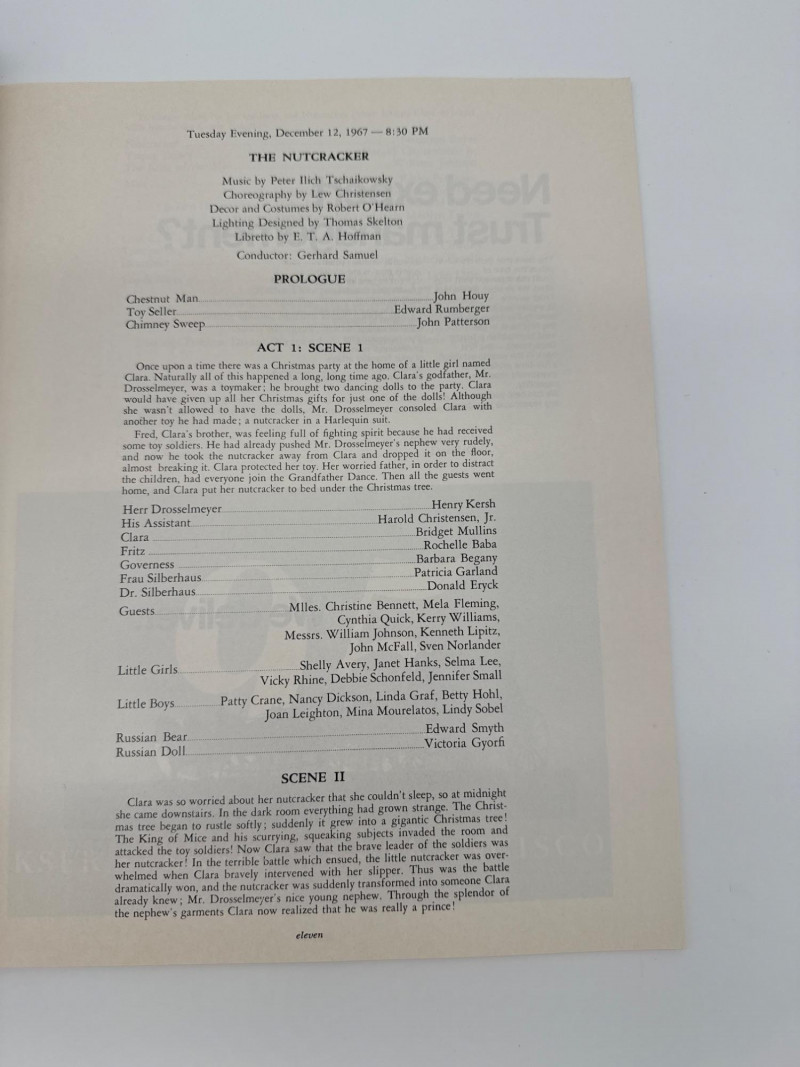 Tuesday Evening, December 12, 1967 — 8:30 PM
THE NUTCRACKER
Music by Peter Ilich Tschaikowsky
Choreography by Lew Christensen
Decor and Costumes by Robert O'Hearn
Lighting Designed by Thomas Skelton
Libretto by E. T. A. Hoffman
Conductor: Gerhard Samuel
PROLOGUE
Chestnut Man John Houy
Toy Seller Edward Rumberger
Chimney Sweep John Patterson
ACT 1: SCENE 1
Once upon a time there was a Christmas party at the home of a little girl named
Clara. Naturally all of this happened a long, long time ago. Clara's godfather, Mr.
Drosselmeyer, was a toymaker; he brought two dancing dolls to the party. Clara
would have given up all her Christmas gifts for just one of the dolls! Although
she wasn't allowed to have the dolls, Mr. Drosselmeyer consoled Clara with
another toy he had made; a nutcracker in a Harlequin suit.
Fred, Clara's brother, was feeling full of fighting spirit because he had received
some toy soldiers. He had already pushed Mr. Drosselmeyer's nephew very rudely,
and now he took the nutcracker away from Clara and dropped it on the floor,
almost breaking it. Clara protected her toy. Her worried father, in order to distract
the children, had everyone join the Grandfather Dance. Then all the guests went
home, and Clara put her nutcracker to bed under the Christmas tree.
Herr Drosselmeyer Henry Kersh
His Assistant Harold Christensen, Jr.
Clara Bridget Mullins
Fritz Rochelle Baba
Governess Barbara Begany
Frau Silberhaus Patricia Garland
Dr. Silberhaus Donald Eryck
Guests Mlles. Christine Bennett, Mela Fleming,
Cynthia Quick, Kerry Williams,
Messrs. William Johnson, Kenneth Lipitz,
John McFall, Sven Norlander
Little Girls Shelly Avery, Janet Hanks, Selma Lee,
Vicky Rhine, Debbie Schonfeld, Jennifer Small
Little Boys Patty Crane, Nancy Dickson, Linda Graf, Betty Hohl,
Joan Leighton, Mina Mourelatos, Lindy Sobel
Russian Bear Edward Smyth
Russian Doll Victoria Gyorfi
SCENE II
Clara was so worried about her nutcracker that she couldn't sleep, so at midnight
she came downstairs. In the dark room everything had grown strange. The Christ-
mas tree began to rustle softly; suddenly it grew into a gigantic Christmas tree!
The King of Mice and his scurrying, squeaking subjects invaded the room and
attacked the toy soldiers! Now Clara saw that the brave leader of the soldiers was
her nutcracker! In the terrible battle which ensued, the little nutcracker was over-
whelmed when Clara bravely intervened with her slipper. Thus was the battle
dramatically won, and the nutcracker was suddenly transformed into someone Clara
already knew; Mr. Drosselmeyer's nice young nephew. Through the splendor of
the nephew's garments Clara now realized that he was really a prince!
eleven